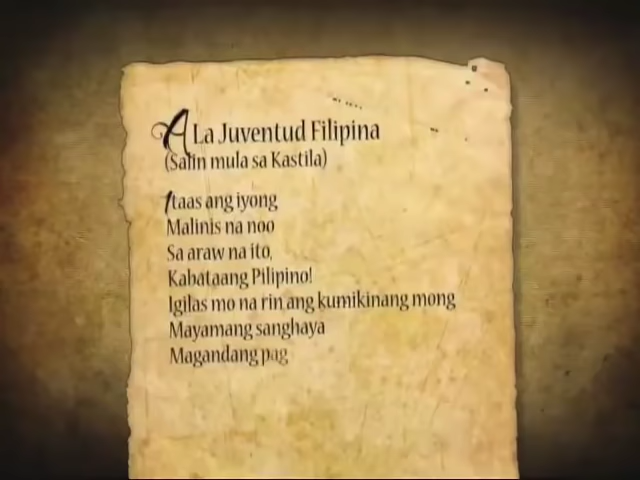 A La Juventud Filipina
(Salin mula sa Kastila)
Itaas ang iyong
Malinis na noo
Sa araw na ito,
Kabataang Pilipino!
Igilas mo na rin ang kumikinang mong
Mayamang sanghaya
Magandang pag